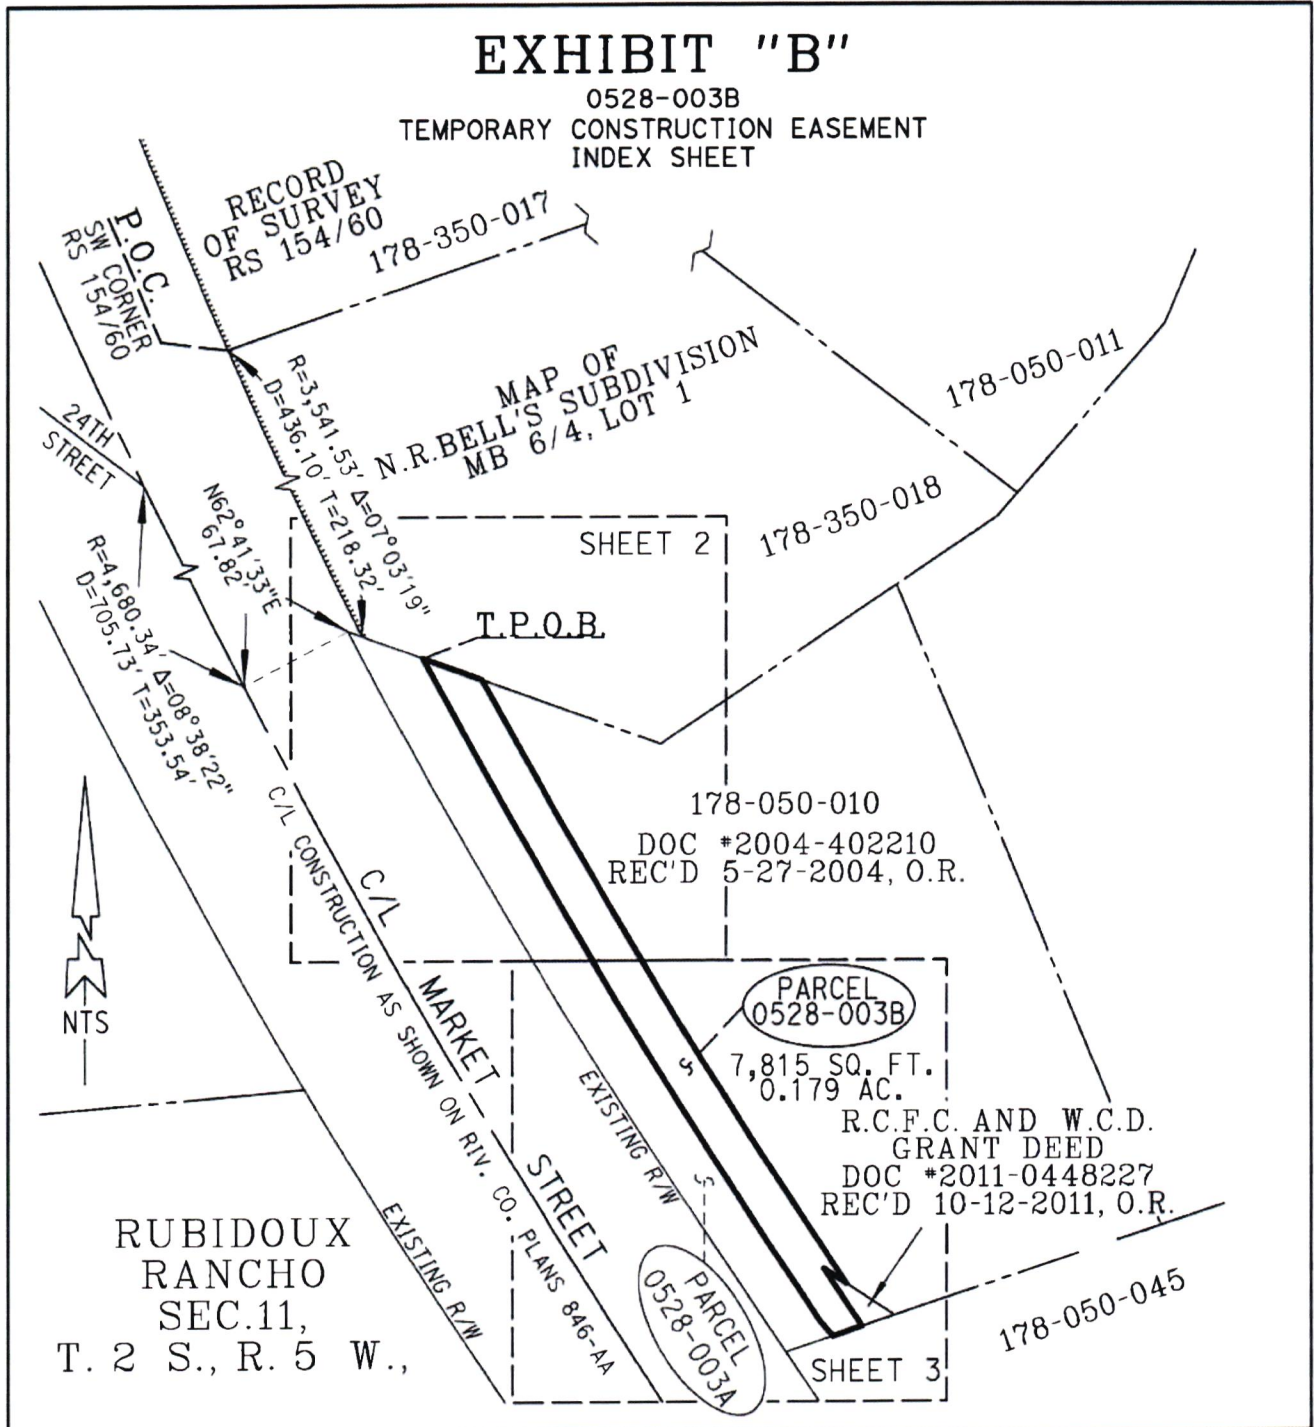 EXHIBIT "B"
0528-003B
TEMPORARY CONSTRUCTION EASEMENT
INDEX SHEET
RECORD
OF SURVEY
RS 154/60
178-350-017
P.O.C.
SW CORNER
RS 154/60
MAP OF
N.R.BELL'S SUBDIVISION
MB 6/4, LOT 1
178-050-011
24TH
STREET
R=3,541.53' Δ=07°03'19"
D=436.10' T=218.32'
N62°41'33"E
67.82'
R=4,680.34' Δ=08°38'22"
D=705.73' T=353.54'
SHEET 2
178-350-018
T.P.O.B.
178-050-010
DOC #2004-402210
REC'D 5-27-2004, O.R.
C/L
MARKET
STREET
C/L CONSTRUCTION AS SHOWN ON RIV. CO. PLANS 846-AA
NTS
PARCEL
0528-003B
7,815 SQ. FT.
0.179 AC.
EXISTING R/W
R.C.F.C. AND W.C.D.
GRANT DEED
DOC #2011-0448227
REC'D 10-12-2011, O.R.
EXISTING R/W
RUBIDOUX
RANCHO
SEC.11,
T. 2 S., R. 5 W.,
PARCEL
0528-003A
178-050-045
SHEET 3